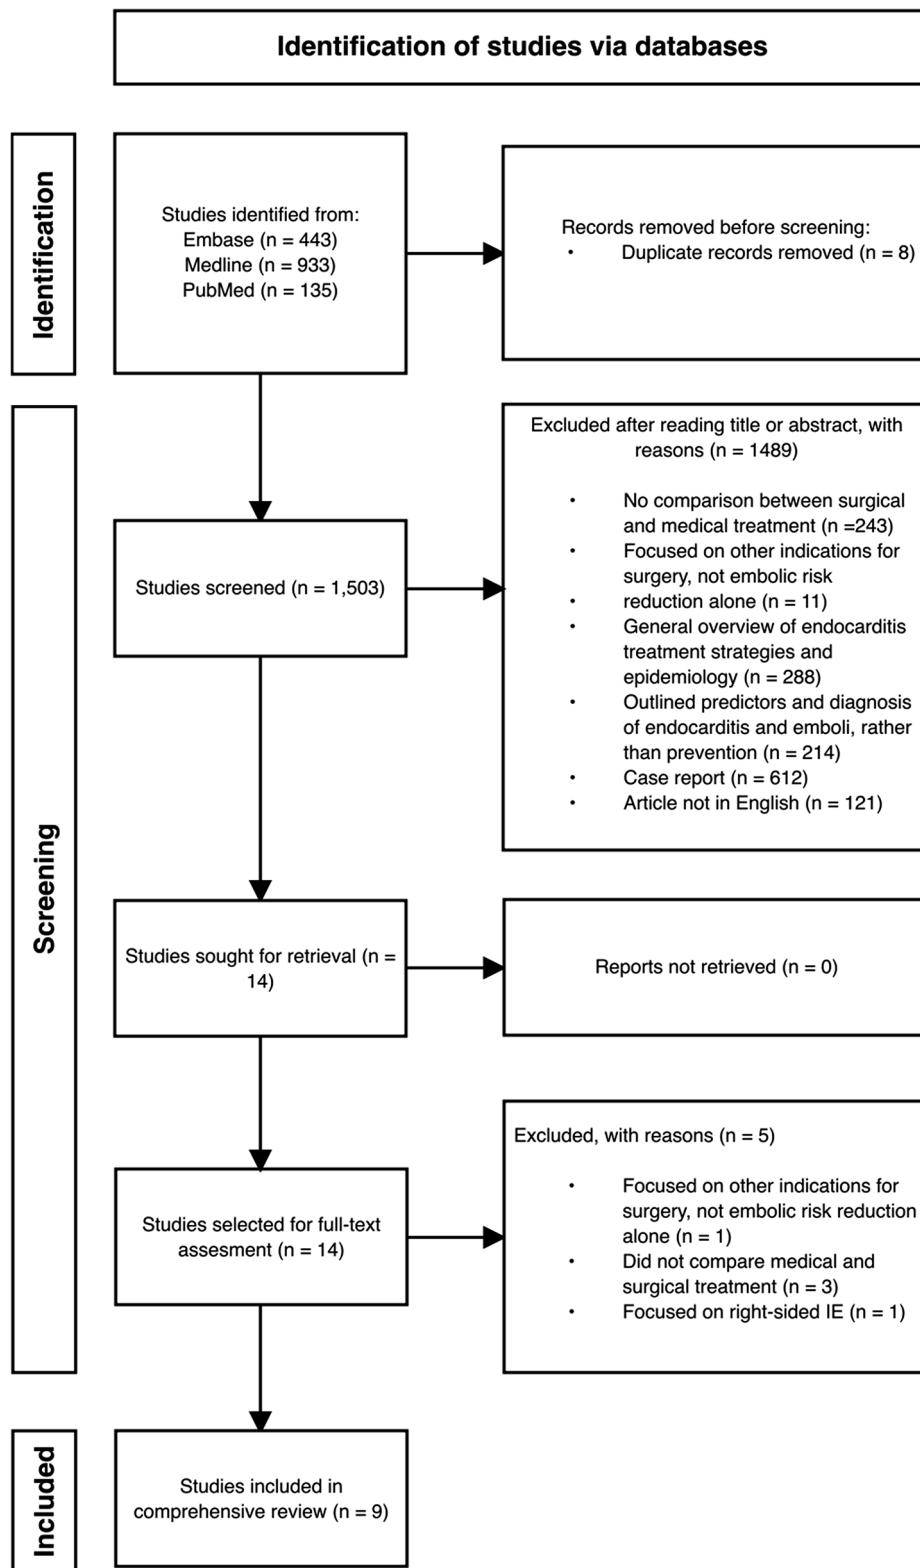 Identification of studies via databases
Identification
Studies identified from:
Embase (n = 443)
Medline (n = 933)
PubMed (n = 135)
Records removed before screening:
• Duplicate records removed (n = 8)
Screening
Studies screened (n = 1,503)
Excluded after reading title or abstract, with
reasons (n = 1489)
• No comparison between surgical
and medical treatment (n =243)
• Focused on other indications for
surgery, not embolic risk
• reduction alone (n = 11)
• General overview of endocarditis
treatment strategies and
epidemiology (n = 288)
• Outlined predictors and diagnosis
of endocarditis and emboli, rather
than prevention (n = 214)
• Case report (n = 612)
• Article not in English (n = 121)
Studies sought for retrieval (n =
14)
Reports not retrieved (n = 0)
Studies selected for full-text
assesment (n = 14)
Excluded, with reasons (n = 5)
• Focused on other indications for
surgery, not embolic risk reduction
alone (n = 1)
• Did not compare medical and
surgical treatment (n = 3)
• Focused on right-sided IE (n = 1)
Included
Studies included in
comprehensive review (n = 9)